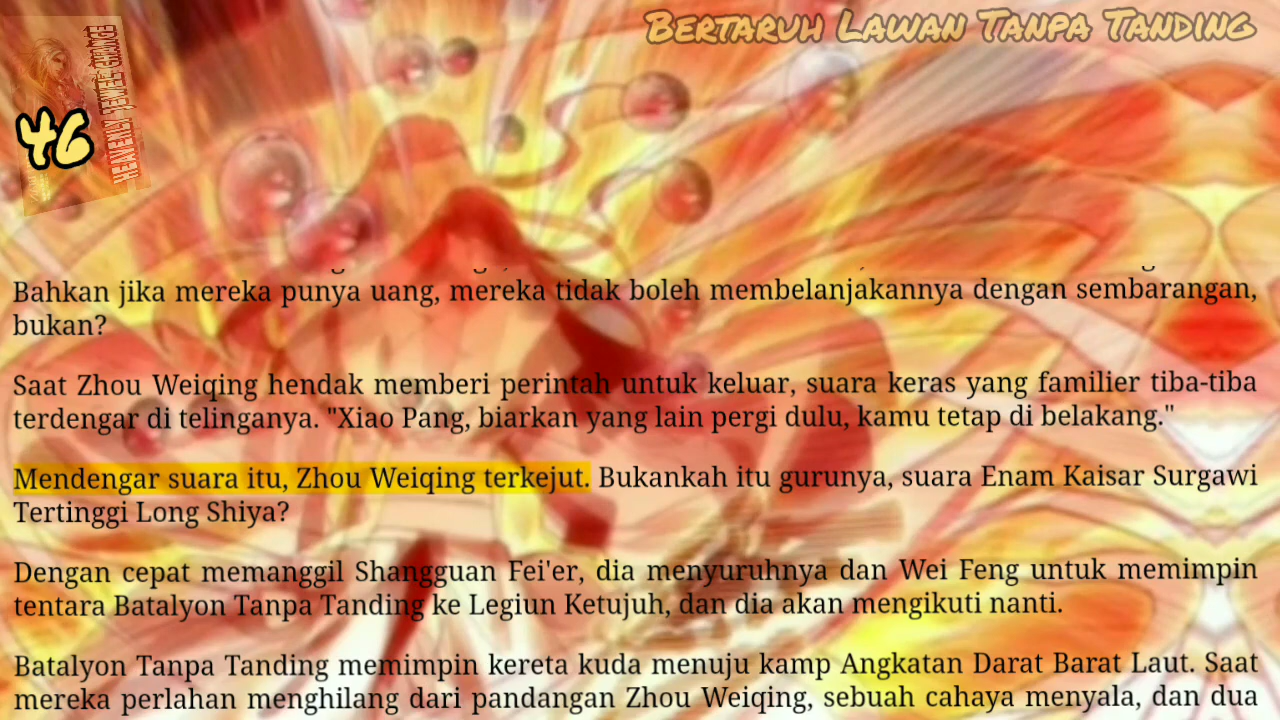 Bertaruh Lawan Tanpa Tanding
HEAVENLY JEWEL CHANGE
46
Bahkan jika mereka punya uang, mereka tidak boleh membelanjakannya dengan sembarangan,
bukan?
Saat Zhou Weiqing hendak memberi perintah untuk keluar, suara keras yang familier tiba-tiba
terdengar di telinganya. "Xiao Pang, biarkan yang lain pergi dulu, kamu tetap di belakang."
Mendengar suara itu, Zhou Weiqing terkejut. Bukankah itu gurunya, suara Enam Kaisar Surgawi
Tertinggi Long Shiya?
Dengan cepat memanggil Shangguan Fei'er, dia menyuruhnya dan Wei Feng untuk memimpin
tentara Batalyon Tanpa Tanding ke Legiun Ketujuh, dan dia akan mengikuti nanti.
Batalyon Tanpa Tanding memimpin kereta kuda menuju kamp Angkatan Darat Barat Laut. Saat
mereka perlahan menghilang dari pandangan Zhou Weiqing, sebuah cahaya menyala, dan dua